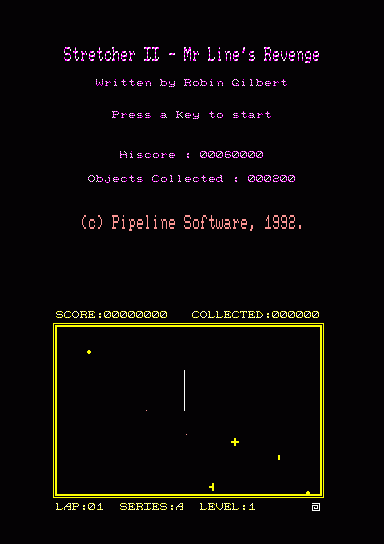 Stretcher II - Mr Line's Revenge
Written by Robin Gilbert
Press a Key to start
Hiscore : 00060000
Objects Collected : 000200
(c) Pipeline Software, 1992.
SCORE:00000000 COLLECTED:000000
LAP:01 SERIES:A LEVEL:1